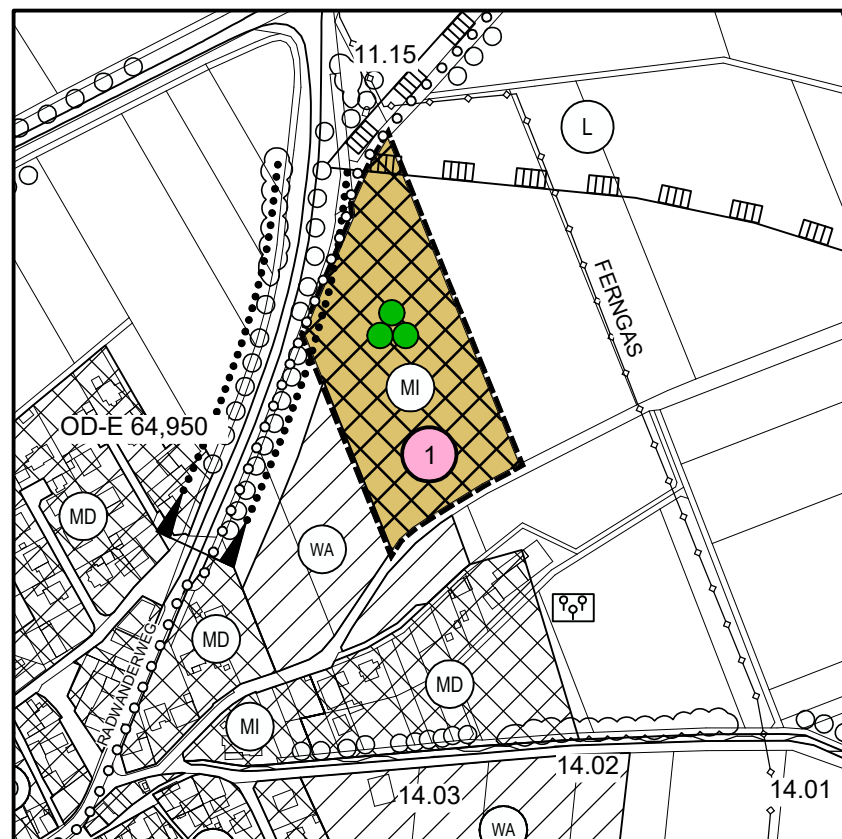 11.15
L
FERNGAS
MI
OD-E 64,950
1
MD
WA
MD
RADWANDERWEG
MD
MI
14.02
14.03
14.01
WA